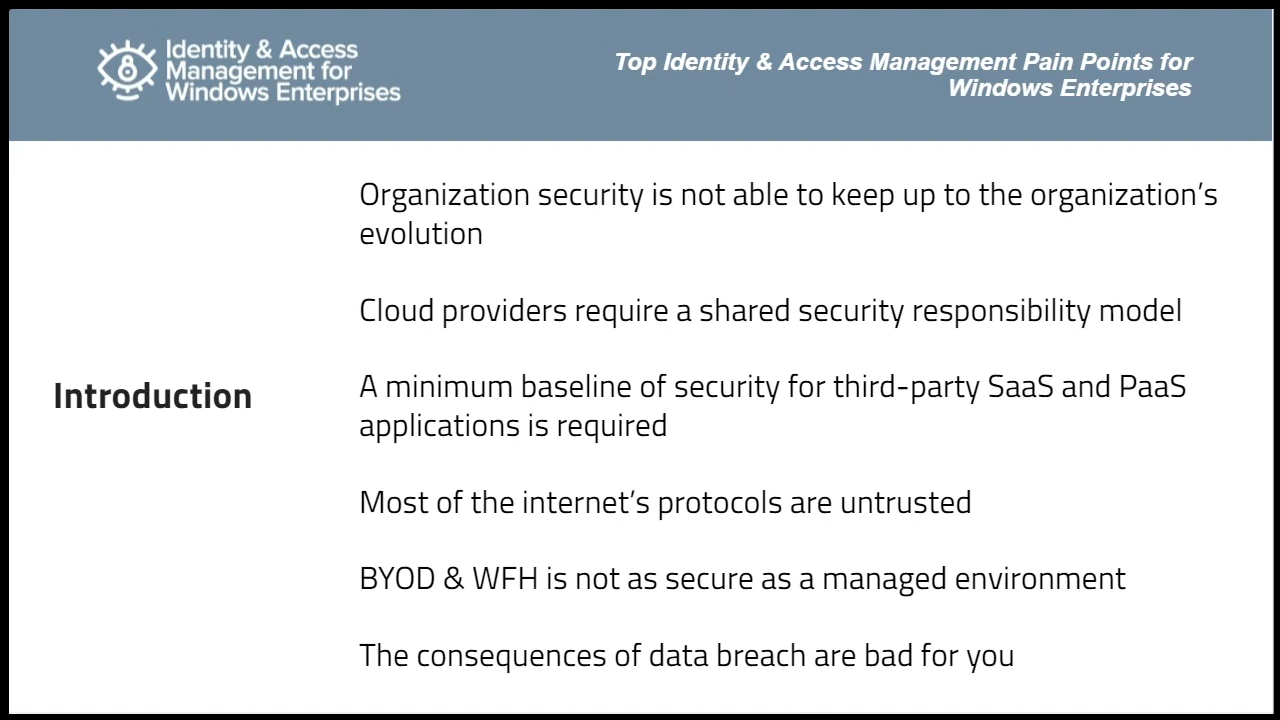 Identity & Access
Management for
Windows Enterprises
Top Identity & Access Management Pain Points for
Windows Enterprises
Introduction
Organization security is not able to keep up to the organization’s
evolution
Cloud providers require a shared security responsibility model
A minimum baseline of security for third-party SaaS and PaaS
applications is required
Most of the internet’s protocols are untrusted
BYOD & WFH is not as secure as a managed environment
The consequences of data breach are bad for you